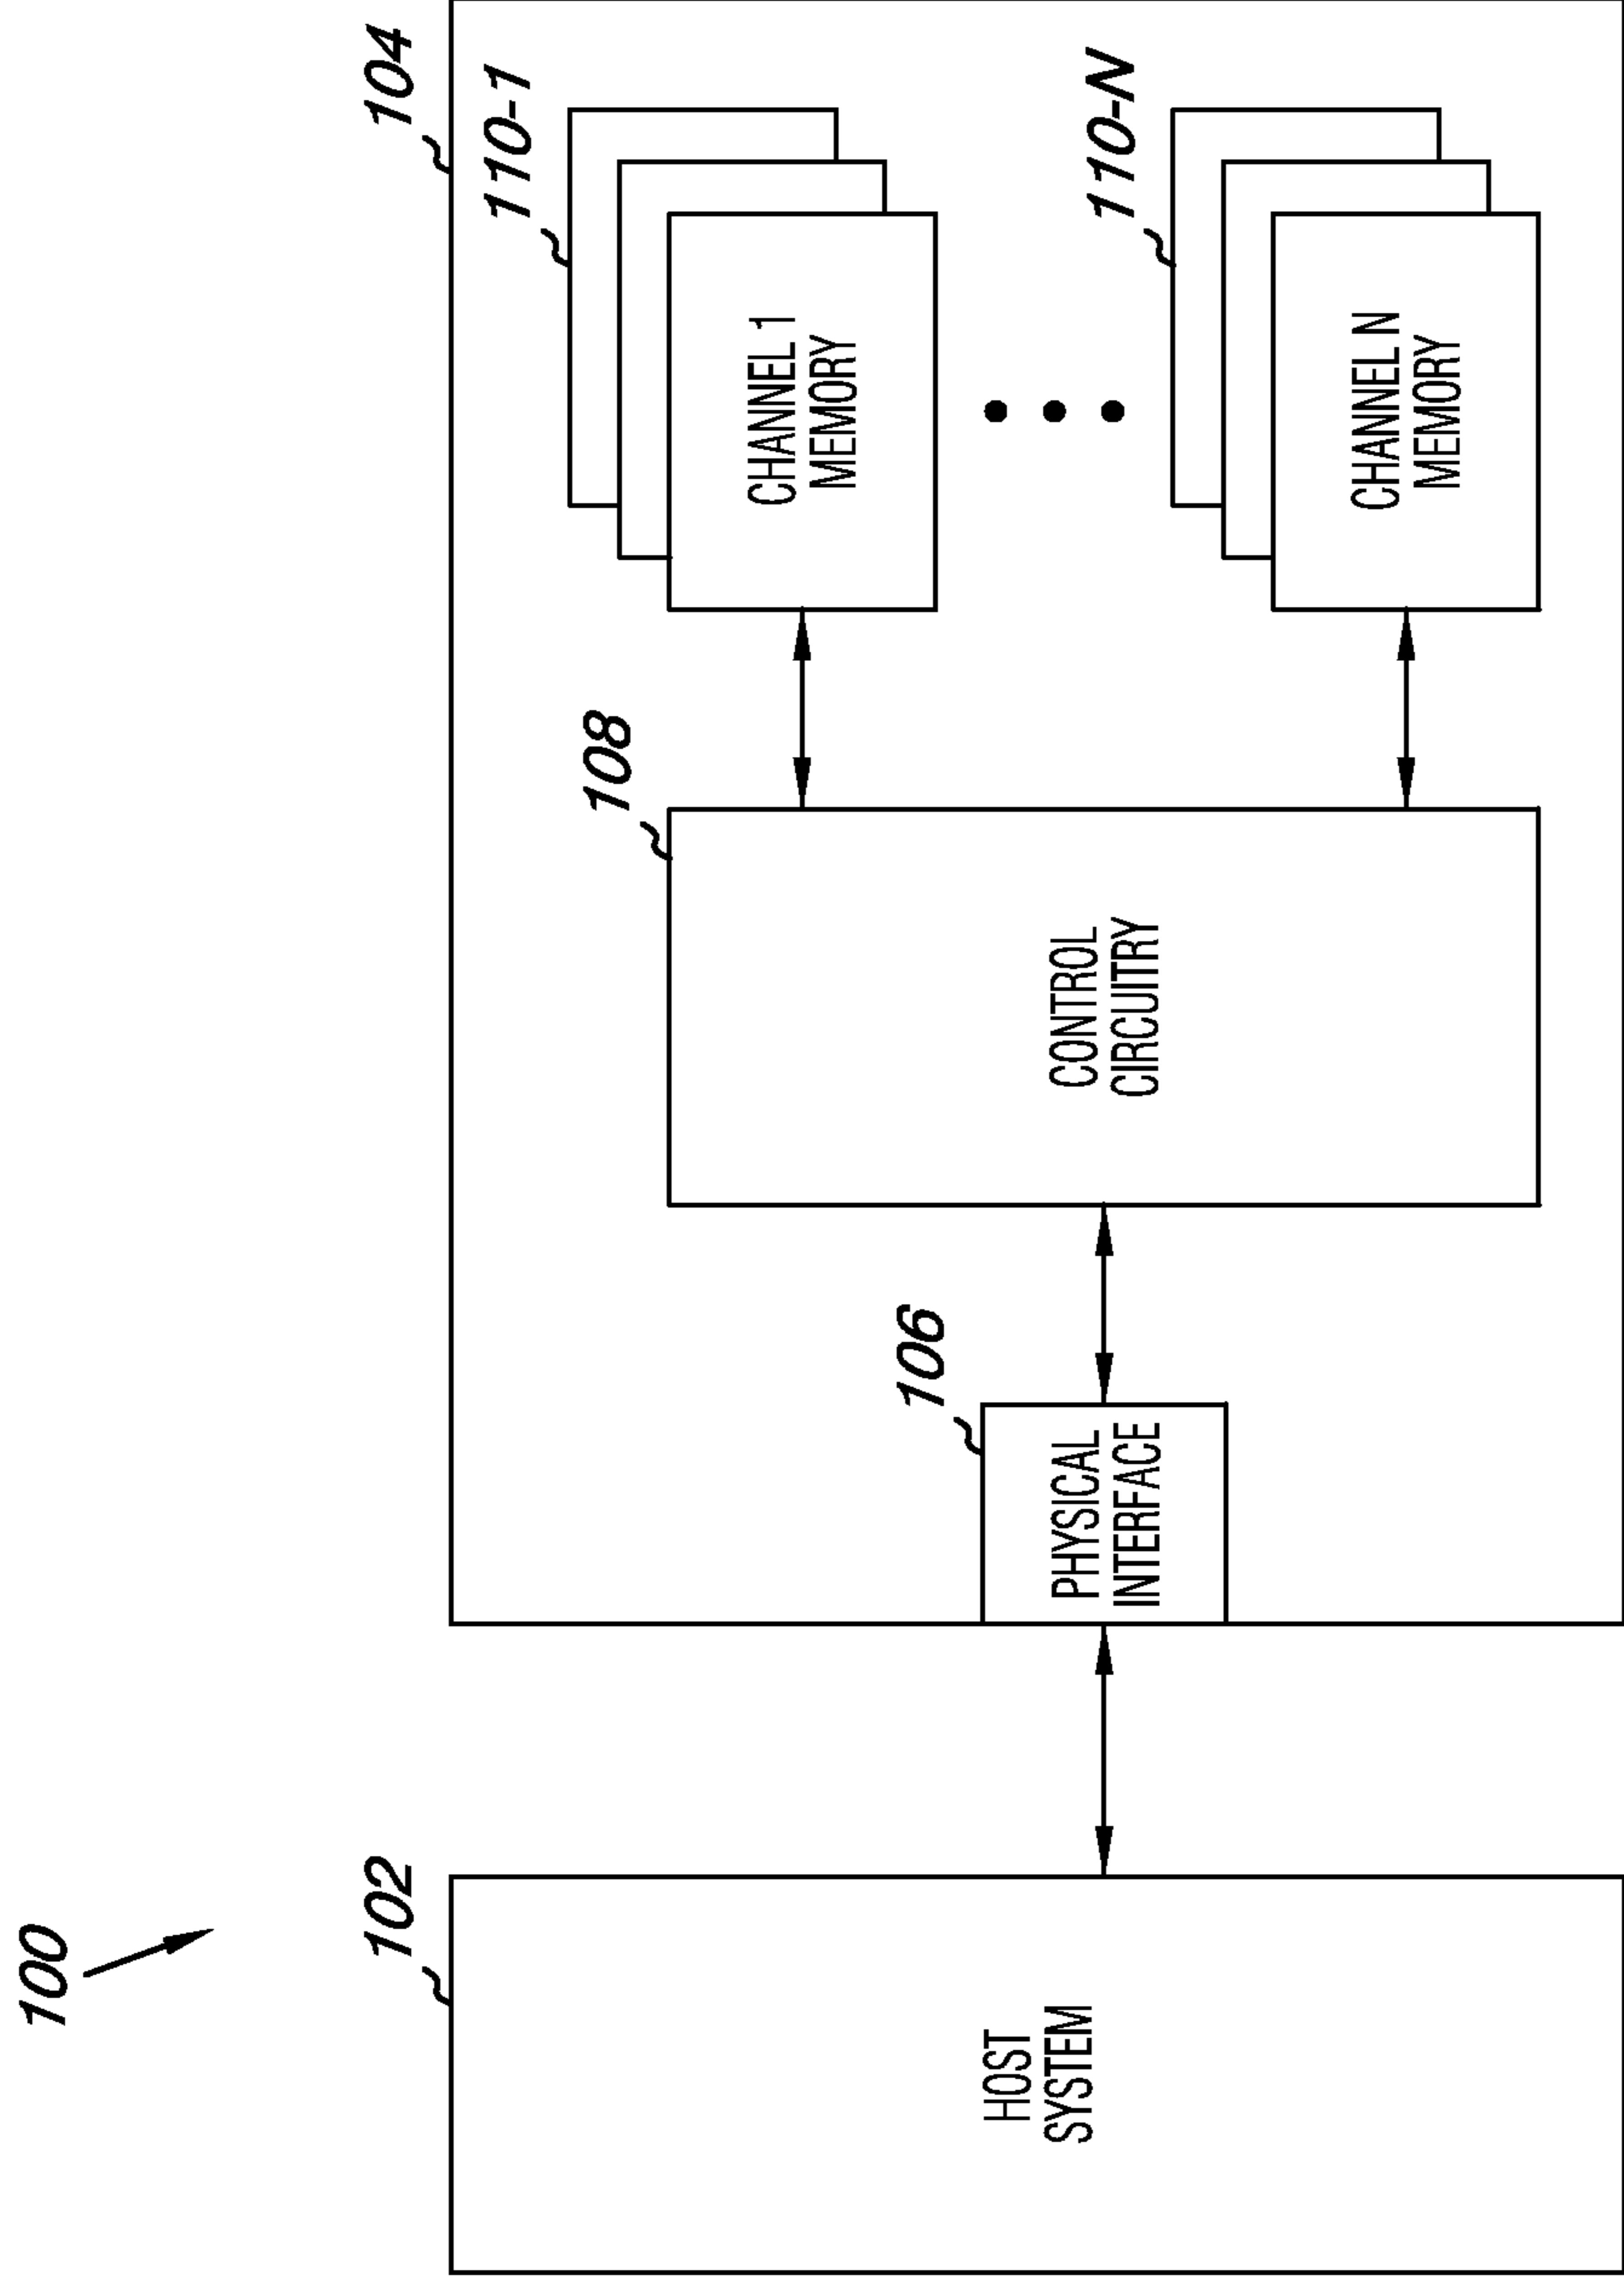 100
102
104
HOST
SYSTEM
106
PHYSICAL
INTERFACE
108
CONTROL
CIRCUITRY
110-1
CHANNEL 1
MEMORY
110-N
CHANNEL N
MEMORY